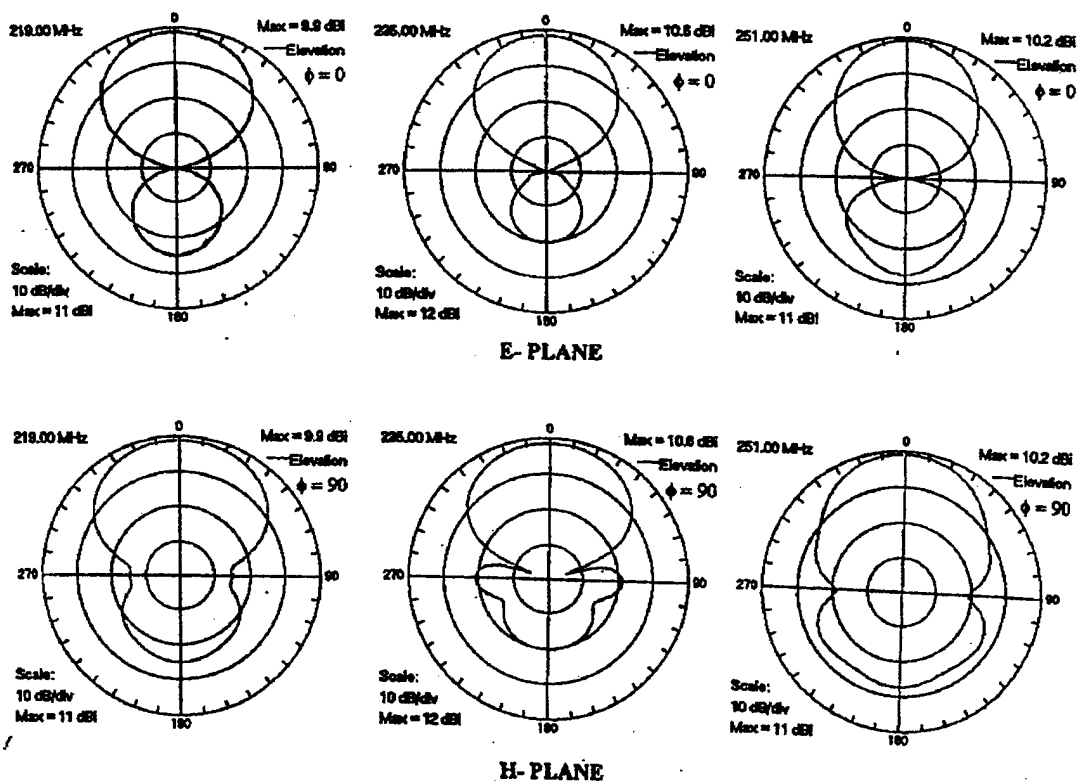 219.00 MHz
0
Max = 9.9 dBi
Elevation
ϕ = 0
270
90
Scale:
10 dB/div
Max = 11 dBi
180
235.00 MHz
0
Max = 10.6 dBi
Elevation
ϕ = 0
270
90
Scale:
10 dB/div
Max = 12 dBi
180
251.00 MHz
0
Max = 10.2 dBi
Elevation
ϕ = 0
270
90
Scale:
10 dB/div
Max = 11 dBi
180
E- PLANE
219.00 MHz
0
Max = 9.9 dBi
Elevation
ϕ = 90
270
90
Scale:
10 dB/div
Max = 11 dBi
180
235.00 MHz
0
Max = 10.6 dBi
Elevation
ϕ = 90
270
90
Scale:
10 dB/div
Max = 12 dBi
180
251.00 MHz
0
Max = 10.2 dBi
Elevation
ϕ = 90
270
90
Scale:
10 dB/div
Max = 11 dBi
180
H- PLANE